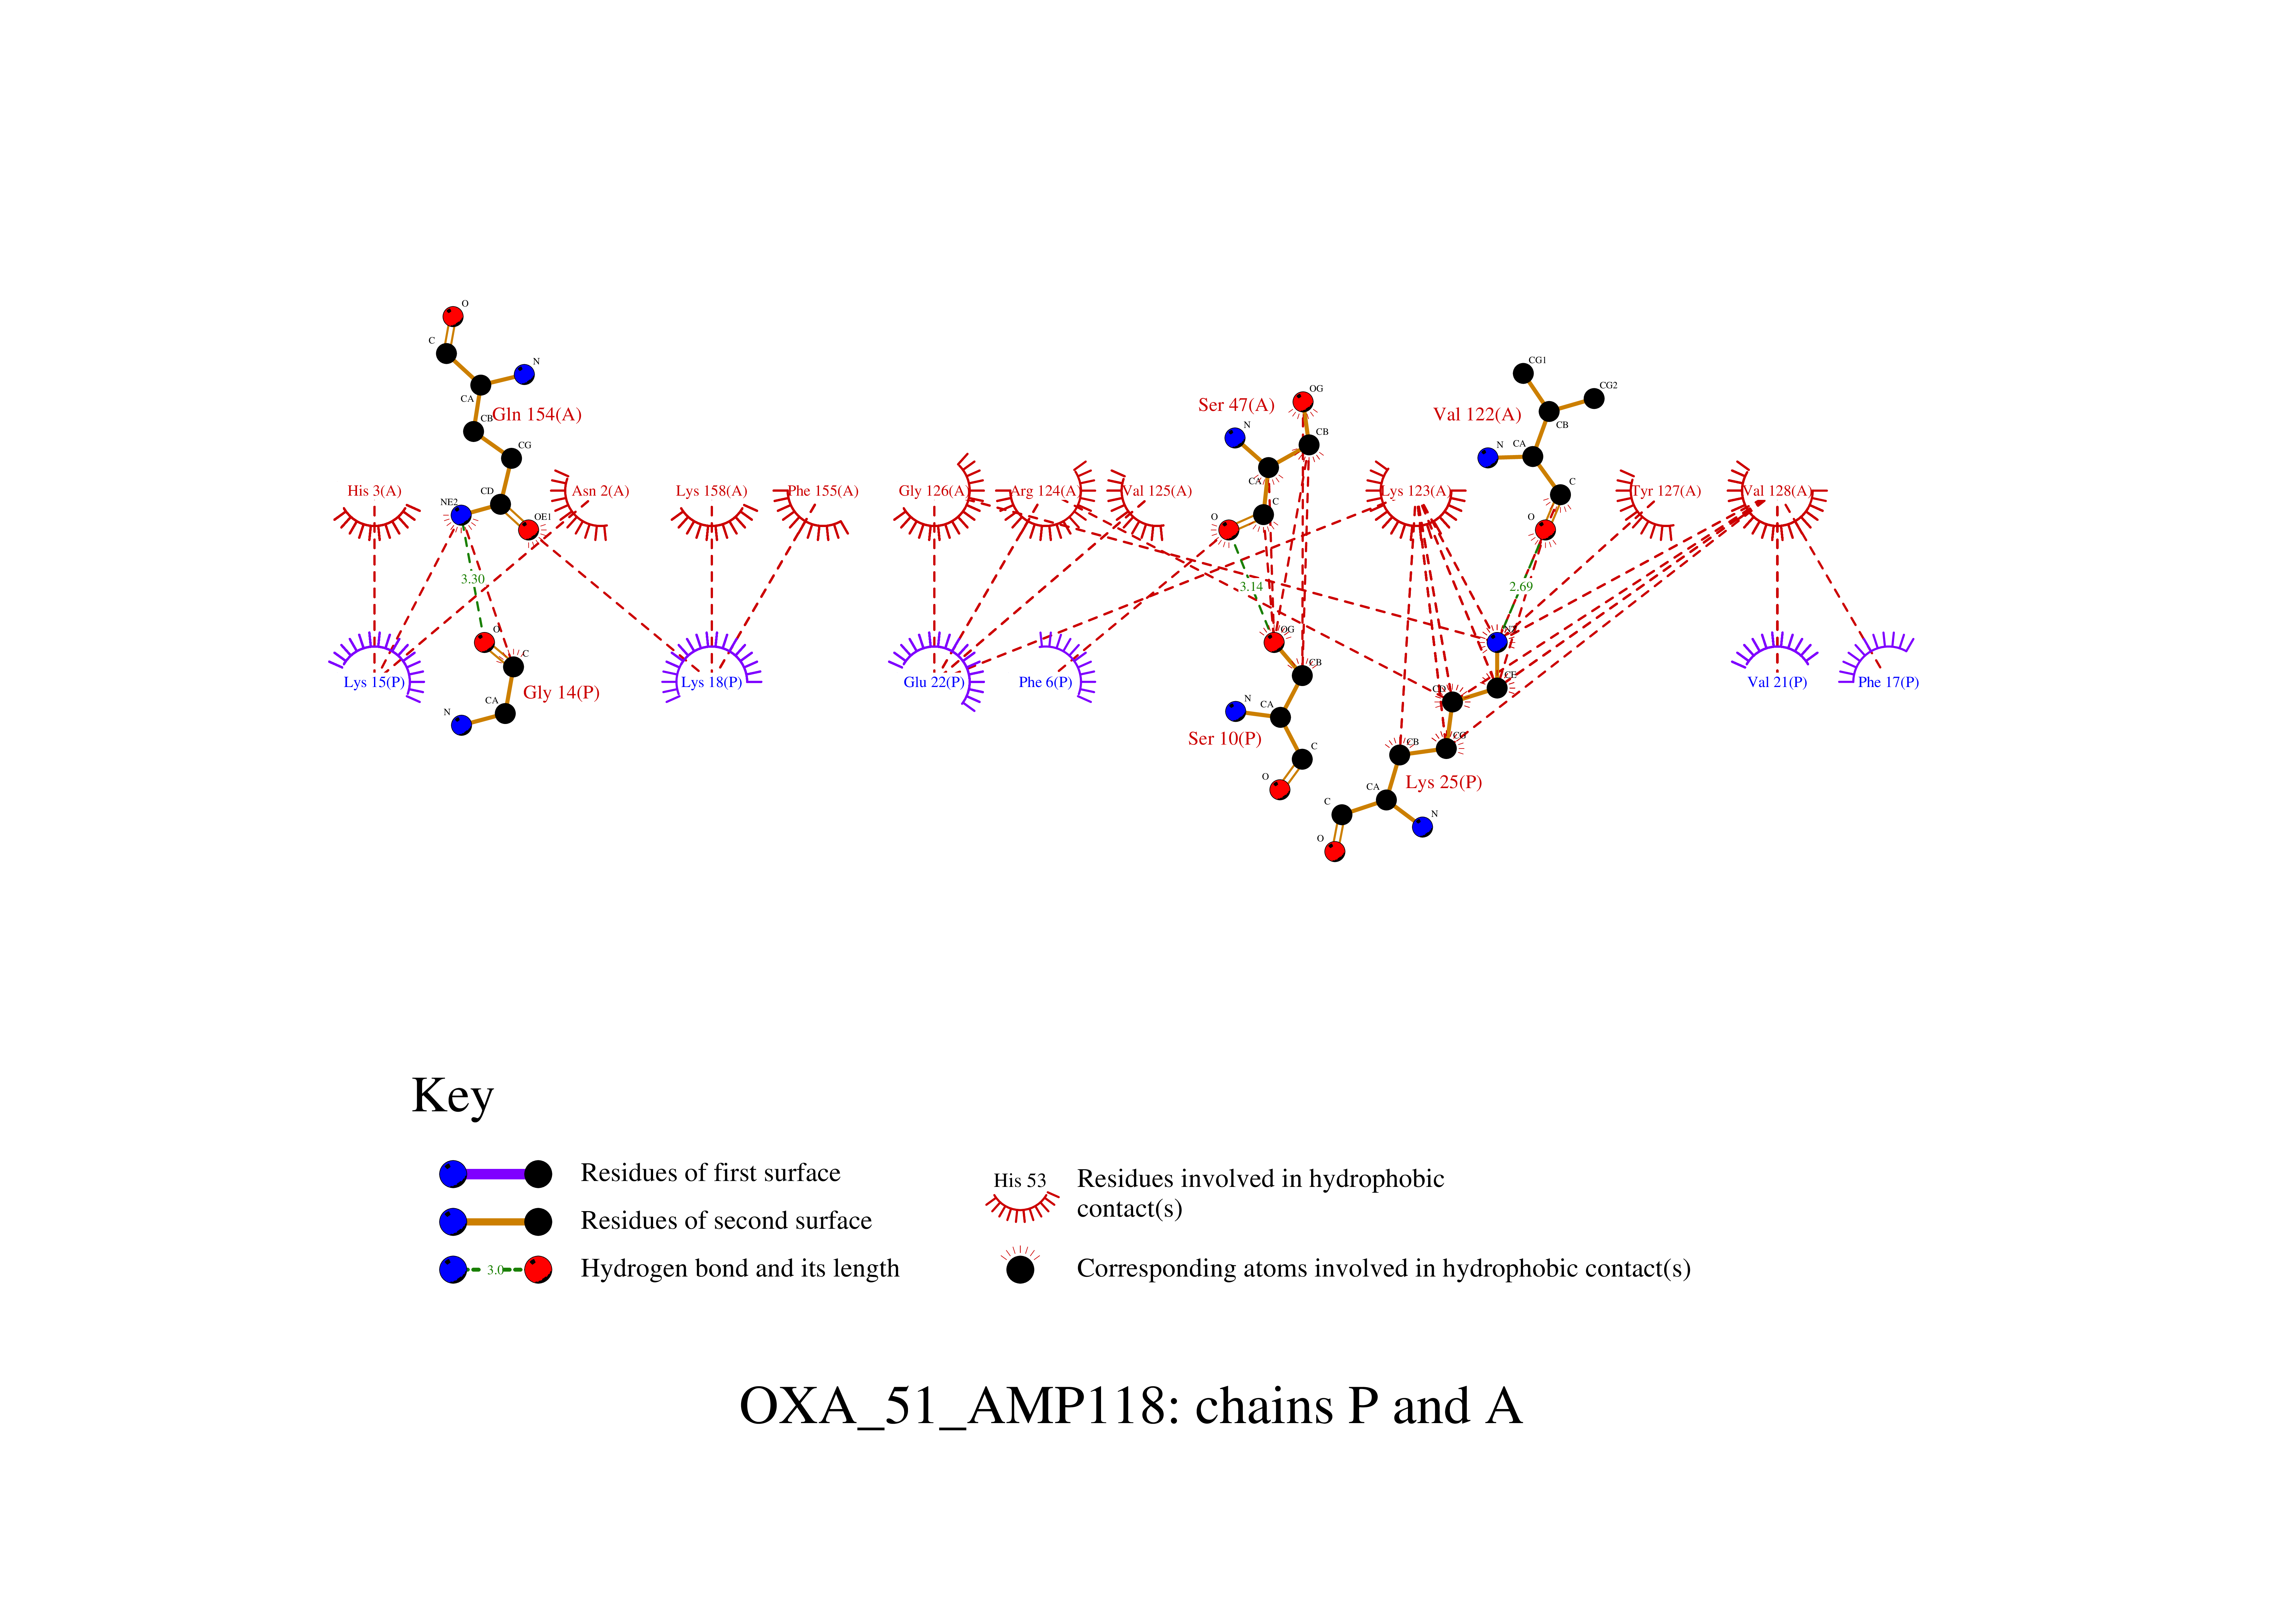 O
C
N
CA
Gln 154(A)
CB
CG
CD
NE2
OE1
His 3(A)
Asn 2(A)
Lys 158(A)
Phe 155(A)
Gly 126(A)
Arg 124(A)
Val 125(A)
Ser 47(A)
OG
N
CB
CA
C
O
Lys 123(A)
Val 122(A)
CG1
CG2
CB
N
CA
C
O
Tyr 127(A)
Val 128(A)
3.30
3.14
2.69
O
C
CA
N
Gly 14(P)
Lys 15(P)
Lys 18(P)
Glu 22(P)
Phe 6(P)
OG
CB
N
CA
Ser 10(P)
C
O
NZ
CE
CD
CG
CB
Lys 25(P)
CA
C
N
O
Val 21(P)
Phe 17(P)
Key
Residues of first surface
Residues of second surface
3.0
Hydrogen bond and its length
His 53
Residues involved in hydrophobic
contact(s)
Corresponding atoms involved in hydrophobic contact(s)
OXA_51_AMP118: chains P and A